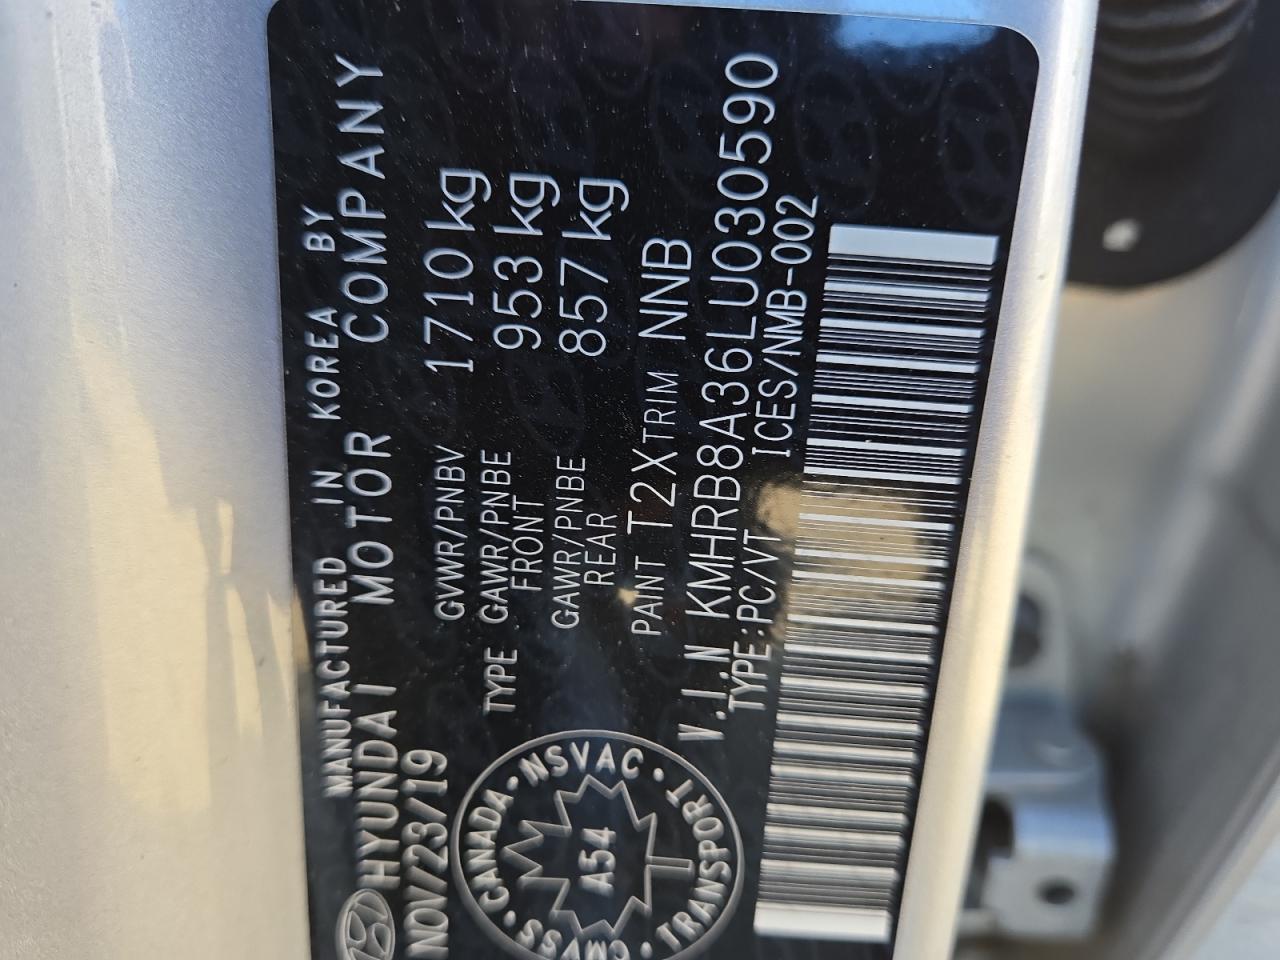 MANUFACTURED IN KOREA BY
HYUNDAI MOTOR COMPANY
NOV/23/19
GVWR/PNBV 1710 kg
TYPE GAWR/PNBE FRONT 953 kg
GAWR/PNBE REAR 857 kg
PAINT T2X TRIM NNB
V.I.N KMHRB8A36LU030590
TYPE:PC/VT ICES/NMB-002
CANADA · NSVAC · TRANSPORT · CMVSS
A54